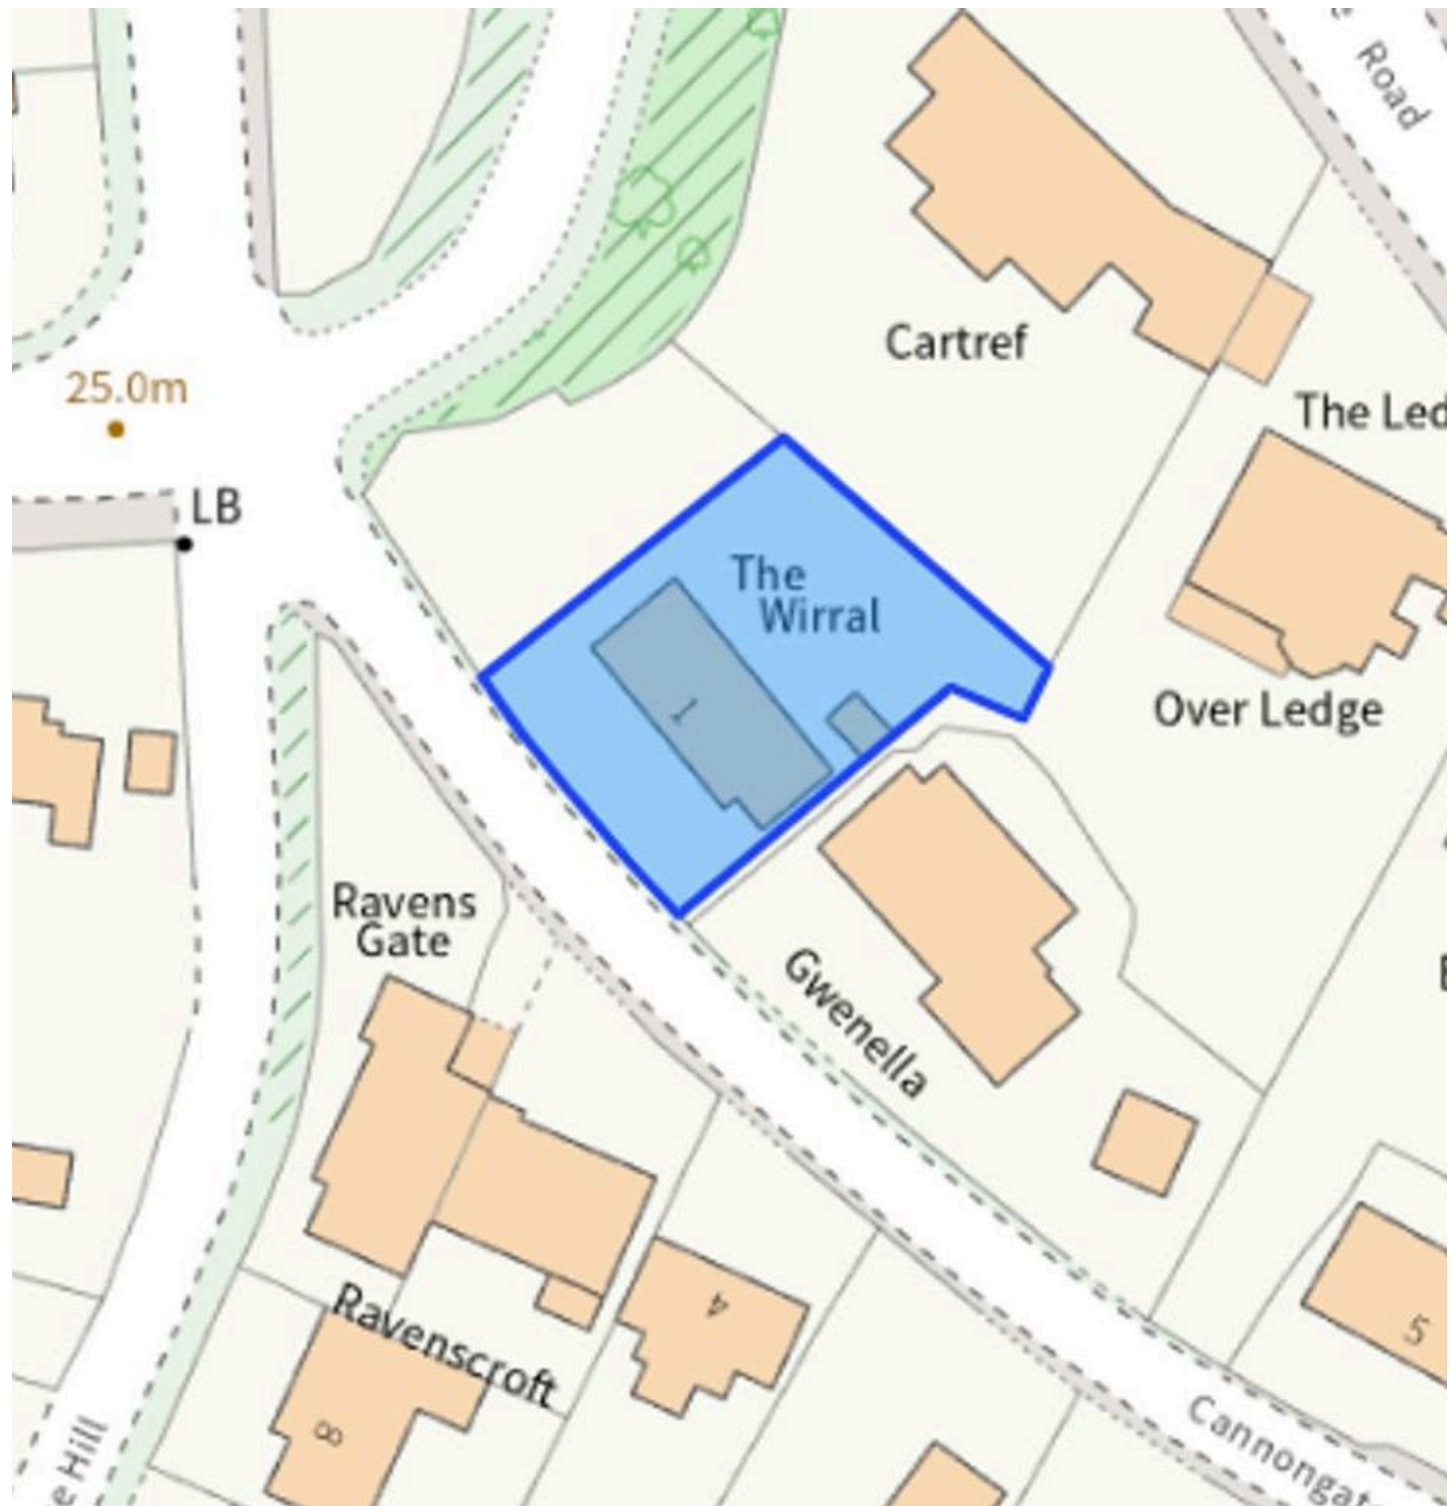 Road
Cartref
25.0m
The Led
LB
The
Wirral
1
Over Ledge
Ravens
Gate
Gwenella
Ravenscroft
4
5
8
e Hill
Cannongat